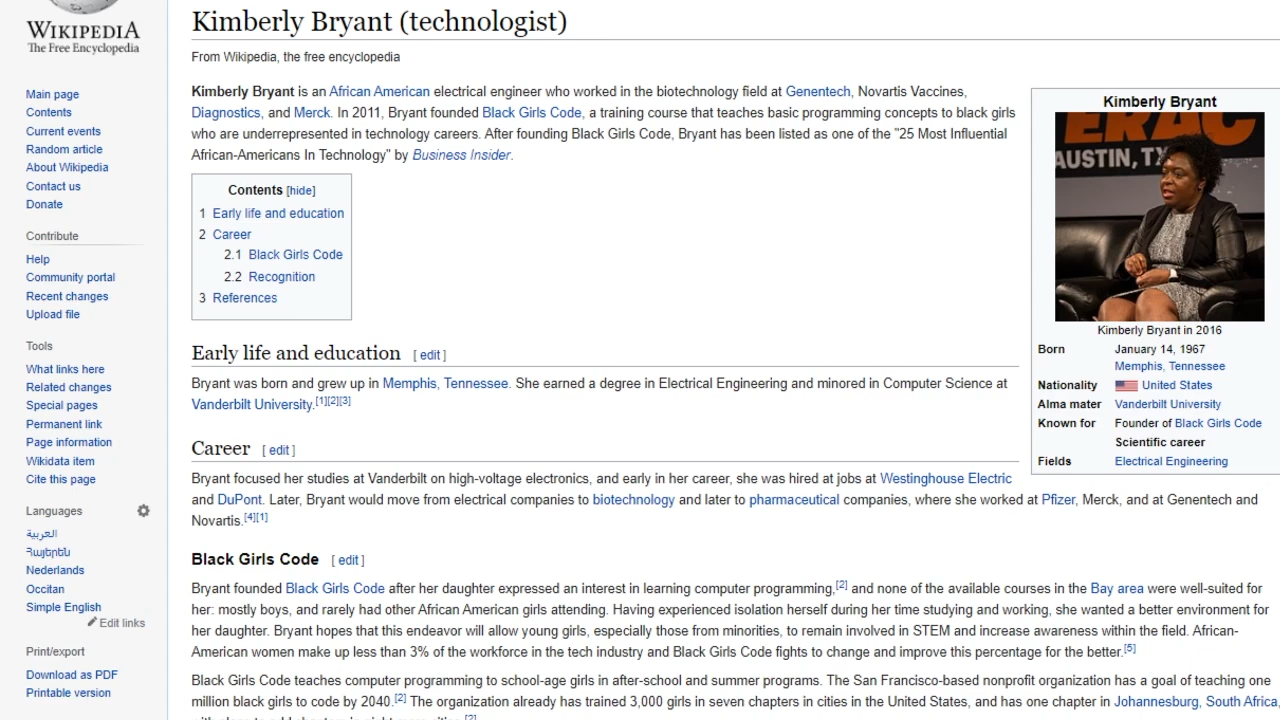 WIKIPEDIA
The Free Encyclopedia
Main page
Contents
Current events
Random article
About Wikipedia
Contact us
Donate
Contribute
Help
Community portal
Recent changes
Upload file
Tools
What links here
Related changes
Special pages
Permanent link
Page information
Wikidata item
Cite this page
Languages
العربية
Հայերեն
Nederlands
Occitan
Simple English
Edit links
Print/export
Download as PDF
Printable version
Kimberly Bryant (technologist)
From Wikipedia, the free encyclopedia
Kimberly Bryant is an African American electrical engineer who worked in the biotechnology field at Genentech, Novartis Vaccines,
Diagnostics, and Merck. In 2011, Bryant founded Black Girls Code, a training course that teaches basic programming concepts to black girls
who are underrepresented in technology careers. After founding Black Girls Code, Bryant has been listed as one of the "25 Most Influential
African-Americans In Technology" by Business Insider.
Contents [hide]
1 Early life and education
2 Career
2.1 Black Girls Code
2.2 Recognition
3 References
Early life and education [ edit ]
Bryant was born and grew up in Memphis, Tennessee. She earned a degree in Electrical Engineering and minored in Computer Science at
Vanderbilt University.[1][2][3]
Career [ edit ]
Bryant focused her studies at Vanderbilt on high-voltage electronics, and early in her career, she was hired at jobs at Westinghouse Electric
and DuPont. Later, Bryant would move from electrical companies to biotechnology and later to pharmaceutical companies, where she worked at Pfizer, Merck, and at Genentech and
Novartis.[4][1]
Black Girls Code [ edit ]
Bryant founded Black Girls Code after her daughter expressed an interest in learning computer programming,[2] and none of the available courses in the Bay area were well-suited for
her: mostly boys, and rarely had other African American girls attending. Having experienced isolation herself during her time studying and working, she wanted a better environment for
her daughter. Bryant hopes that this endeavor will allow young girls, especially those from minorities, to remain involved in STEM and increase awareness within the field. African-
American women make up less than 3% of the workforce in the tech industry and Black Girls Code fights to change and improve this percentage for the better.[5]
Black Girls Code teaches computer programming to school-age girls in after-school and summer programs. The San Francisco-based nonprofit organization has a goal of teaching one
million black girls to code by 2040.[2] The organization already has trained 3,000 girls in seven chapters in cities in the United States, and has one chapter in Johannesburg, South Africa,
Kimberly Bryant
ERAC
AUSTIN, TX
Kimberly Bryant in 2016
Born January 14, 1967
Memphis, Tennessee
Nationality United States
Alma mater Vanderbilt University
Known for Founder of Black Girls Code
Scientific career
Fields Electrical Engineering